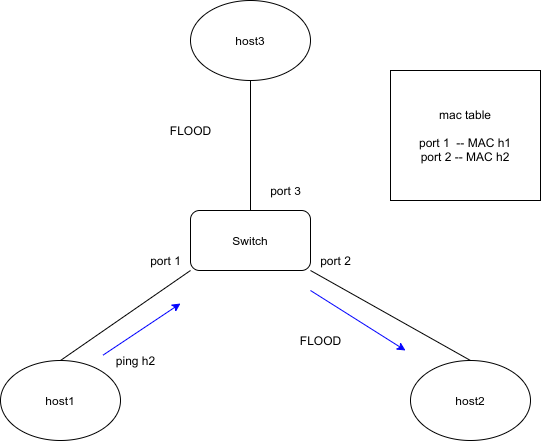 host3
mac table
port 1  -- MAC h1
port 2 -- MAC h2
FLOOD
port 3
Switch
port 1
port 2
FLOOD
ping h2
host1
host2